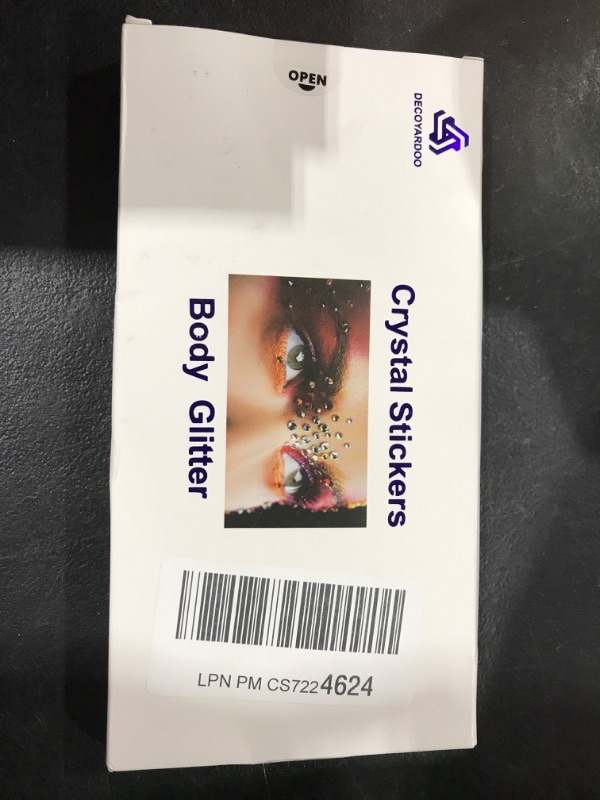 OPEN
DECOYARDOO
Crystal Stickers
Body Glitter
LPN PM CS7224624